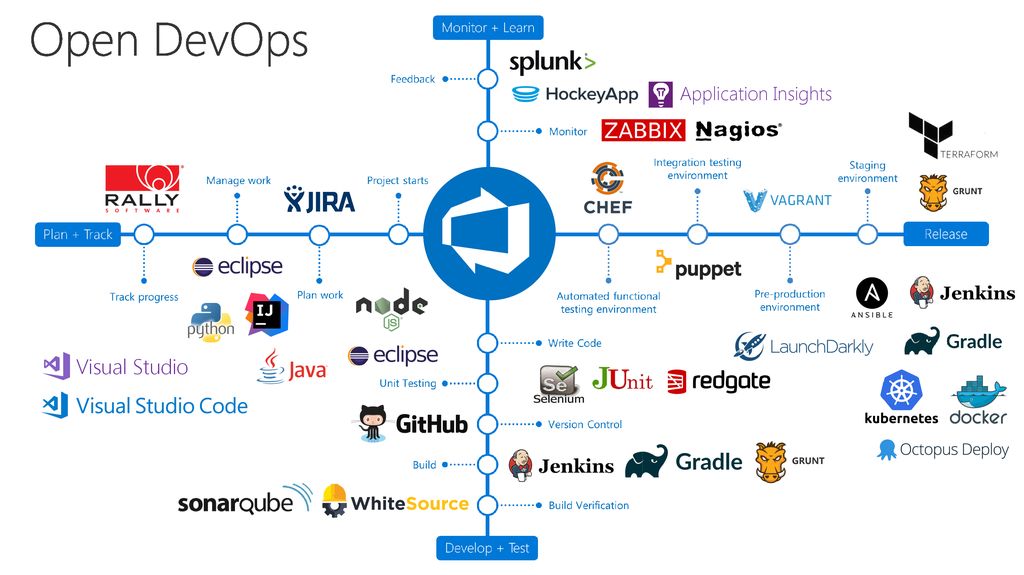 Open DevOps
Monitor + Learn
splunk>
Feedback
HockeyApp
Application Insights
Monitor
ZABBIX
Nagios®
TERRAFORM
RALLY
SOFTWARE
Manage work
JIRA
Project starts
CHEF
Integration testing
environment
VAGRANT
Staging
environment
GRUNT
Plan + Track
Release
eclipse
puppet
Track progress
Plan work
python
IJ
node
JS
Automated functional
testing environment
Pre-production
environment
ANSIBLE
Jenkins
Write Code
LaunchDarkly
Gradle
Visual Studio
Java
eclipse
Unit Testing
Se
Selenium
JUnit
redgate
kubernetes
docker
Visual Studio Code
GitHub
Version Control
Octopus Deploy
Build
Jenkins
Gradle
GRUNT
sonarqube
WhiteSource
Build Verification
Develop + Test